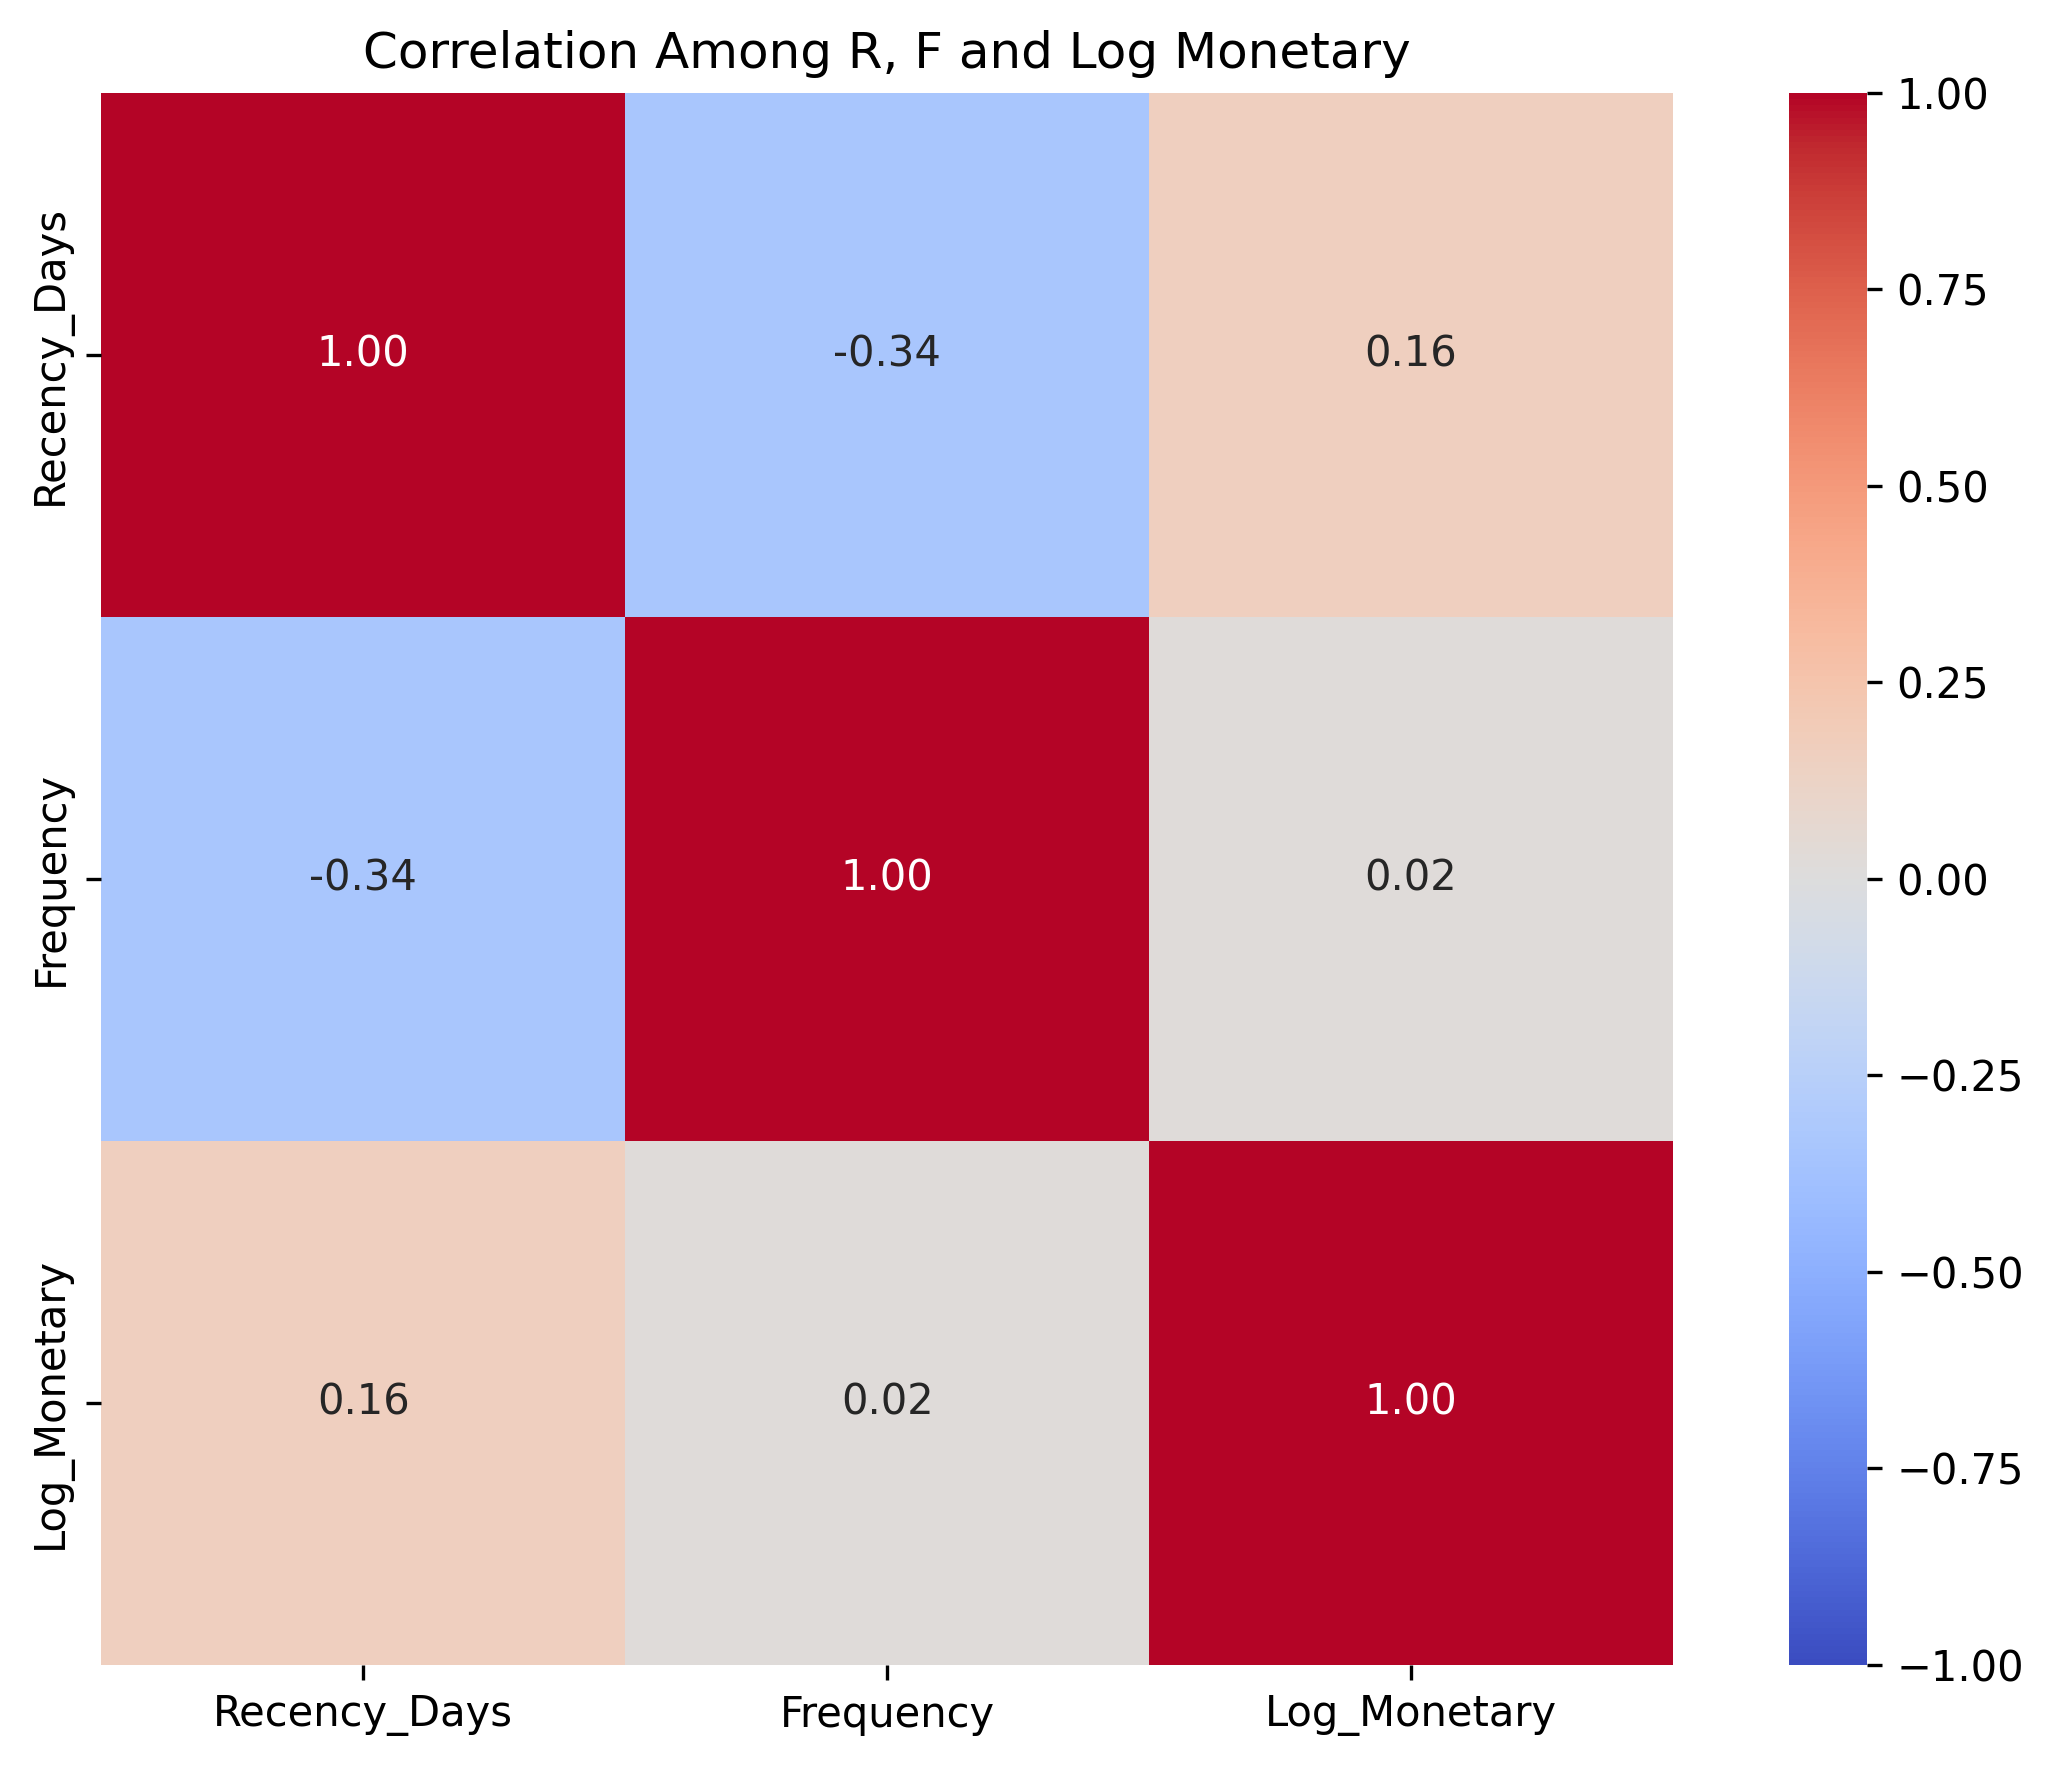 Correlation Among R, F and Log Monetary
Recency_Days
1.00 -0.34 0.16
Frequency
-0.34 1.00 0.02
Log_Monetary
0.16 0.02 1.00
Recency_Days Frequency Log_Monetary
1.00
0.75
0.50
0.25
0.00
−0.25
−0.50
−0.75
−1.00